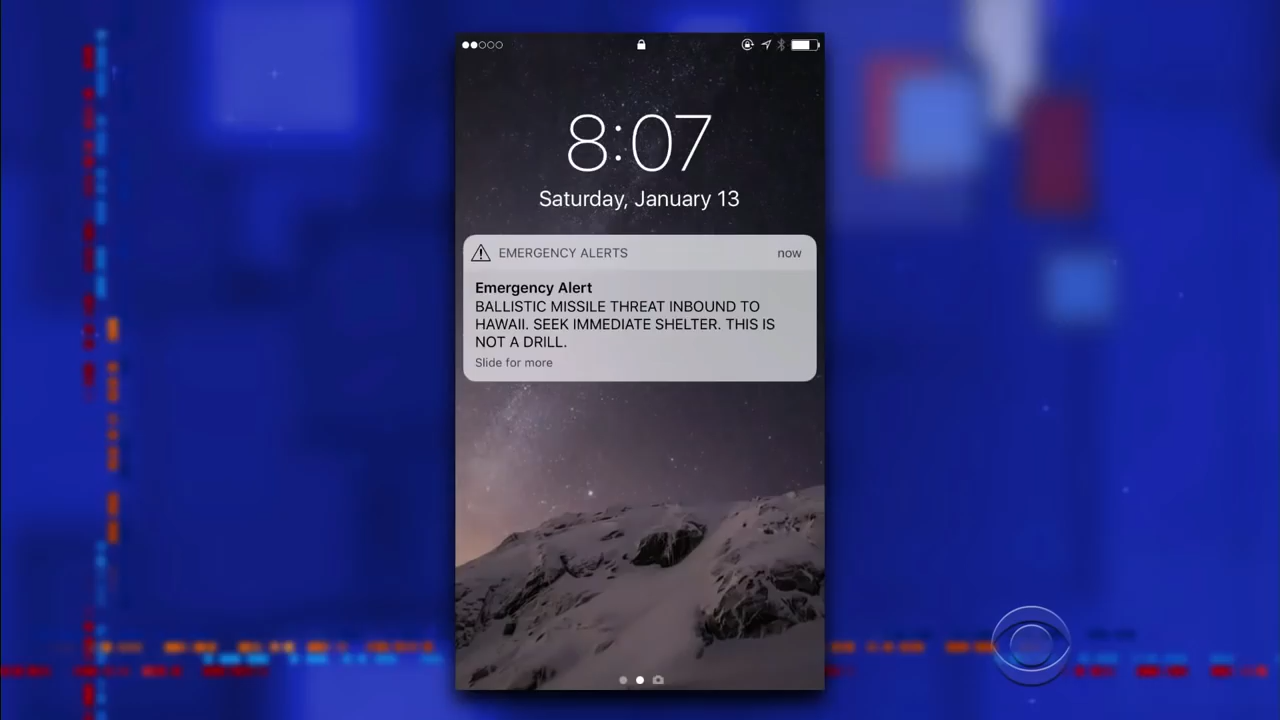 8:07
Saturday, January 13
EMERGENCY ALERTS now
Emergency Alert
BALLISTIC MISSILE THREAT INBOUND TO
HAWAII. SEEK IMMEDIATE SHELTER. THIS IS
NOT A DRILL.
Slide for more